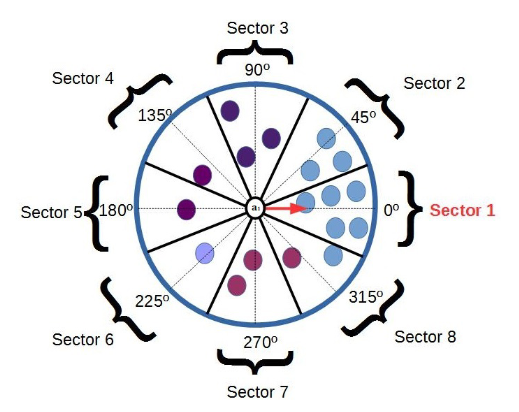 Sector 3
Sector 4
90º
Sector 2
135º
45º
Sector 5
180º
a₁
0º
Sector 1
225º
315º
Sector 6
270º
Sector 8
Sector 7